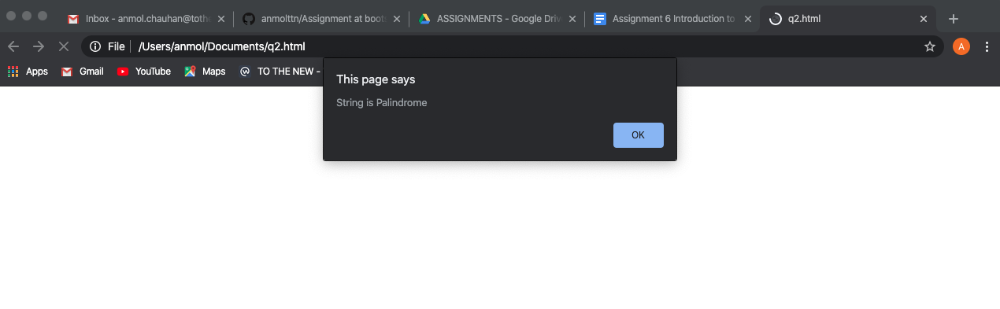 Inbox - anmol.chauhan@tothe
anmolttn/Assignment at boots
ASSIGNMENTS - Google Driv
Assignment 6 Introduction to
q2.html
File
/Users/anmol/Documents/q2.html
A
Apps
Gmail
YouTube
Maps
TO THE NEW -
This page says
String is Palindrome
OK